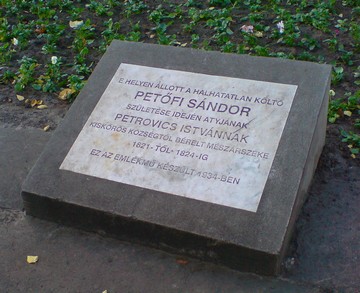 E HELYEN ÁLLOTT A HALHATATLAN KÖLTŐ
PETŐFI SÁNDOR
SZÜLETÉSE IDEJÉN ATYJÁNAK
PETROVICS ISTVÁNNAK
KISKŐRÖS KÖZSÉGTŐL BÉRELT MÉSZÁRSZÉKE
-1821-TŐL-1824-IG
EZ AZ EMLÉKMŰ KÉSZÜLT 1934-BEN